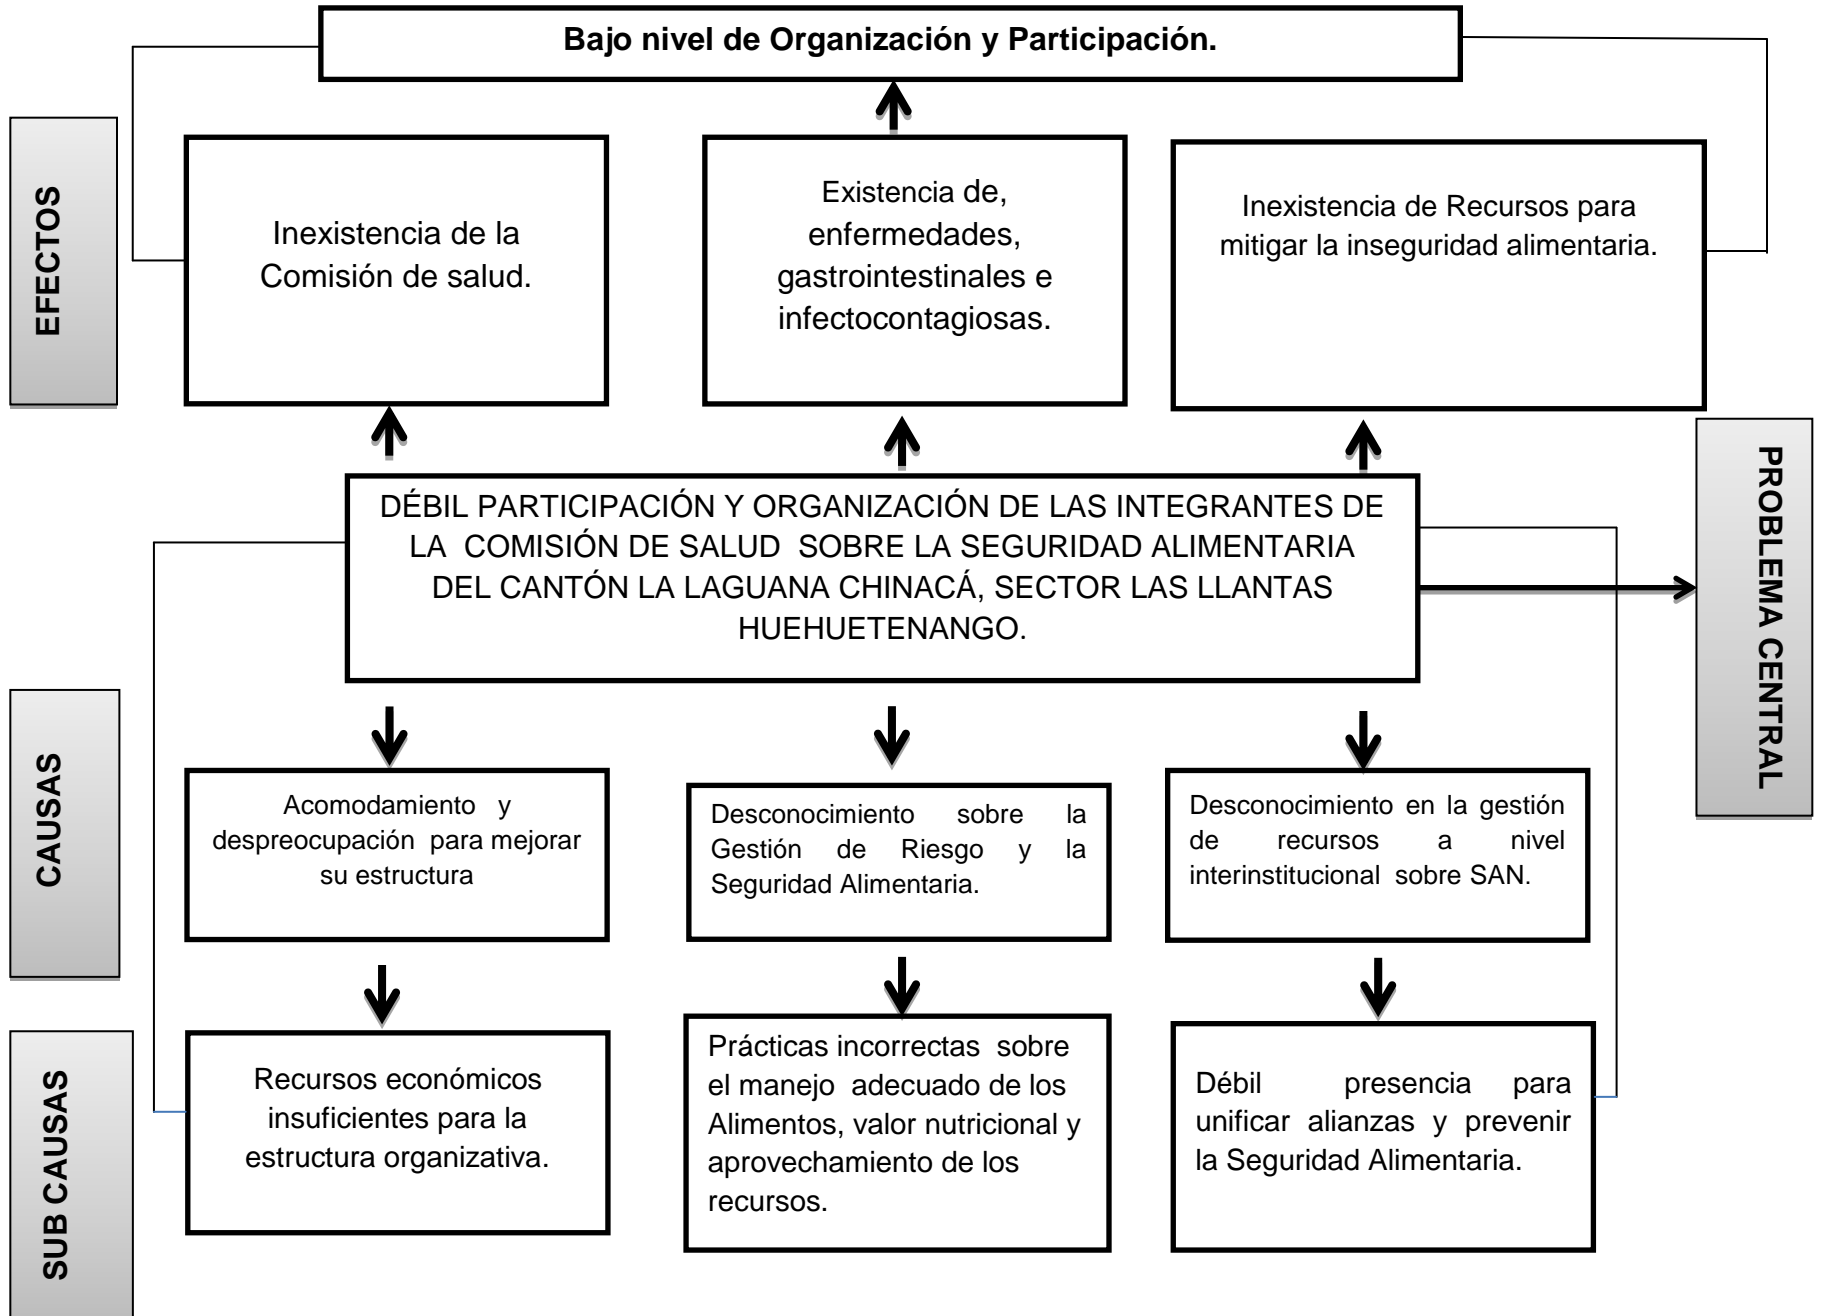 Bajo nivel de Organización y Participación.
EFECTOS
Inexistencia de la
Comisión de salud.
Existencia de,
enfermedades,
gastrointestinales e
infectocontagiosas.
Inexistencia de Recursos para
mitigar la inseguridad alimentaria.
DÉBIL PARTICIPACIÓN Y ORGANIZACIÓN DE LAS INTEGRANTES DE
LA COMISIÓN DE SALUD SOBRE LA SEGURIDAD ALIMENTARIA
DEL CANTÓN LA LAGUANA CHINACÁ, SECTOR LAS LLANTAS
HUEHUETENANGO.
PROBLEMA CENTRAL
CAUSAS
Acomodamiento y
despreocupación para mejorar
su estructura
Desconocimiento sobre la
Gestión de Riesgo y la
Seguridad Alimentaria.
Desconocimiento en la gestión
de recursos a nivel
interinstitucional sobre SAN.
SUB CAUSAS
Recursos económicos
insuficientes para la
estructura organizativa.
Prácticas incorrectas sobre
el manejo adecuado de los
Alimentos, valor nutricional y
aprovechamiento de los
recursos.
Débil presencia para
unificar alianzas y prevenir
la Seguridad Alimentaria.